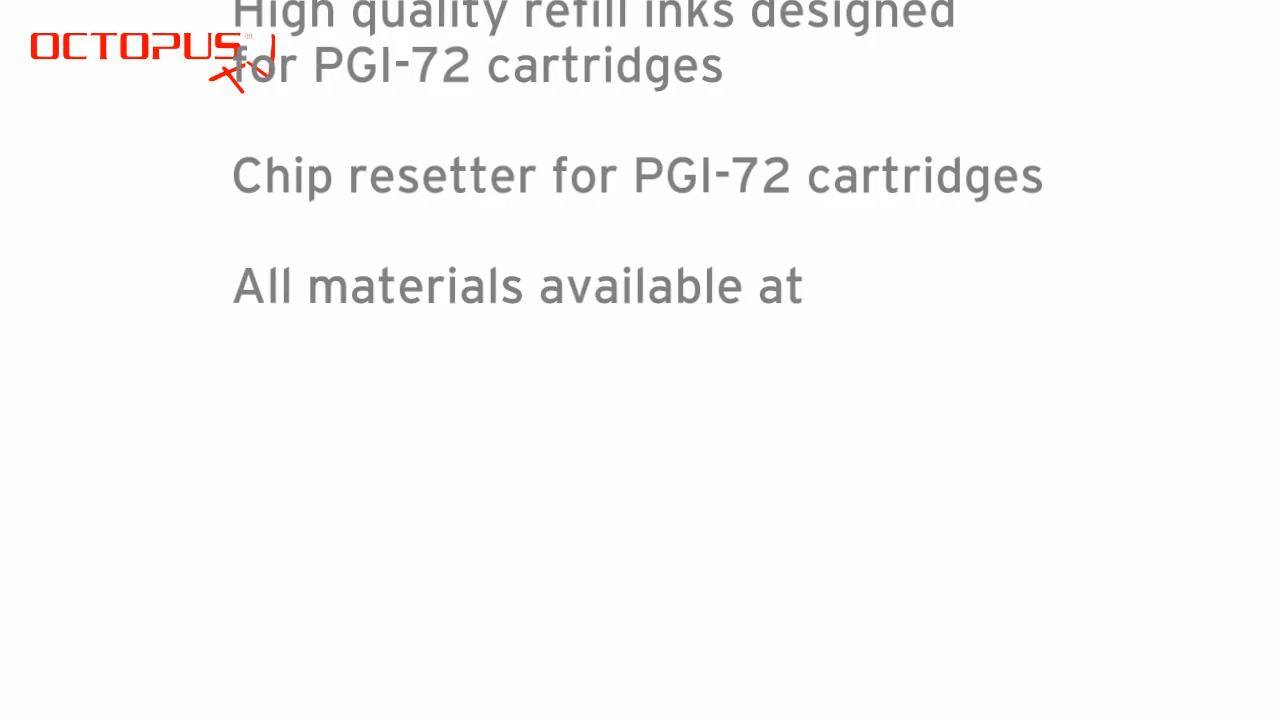 High quality refill inks designed
OCTOPUS®
for PGI-72 cartridges
Chip resetter for PGI-72 cartridges
All materials available at